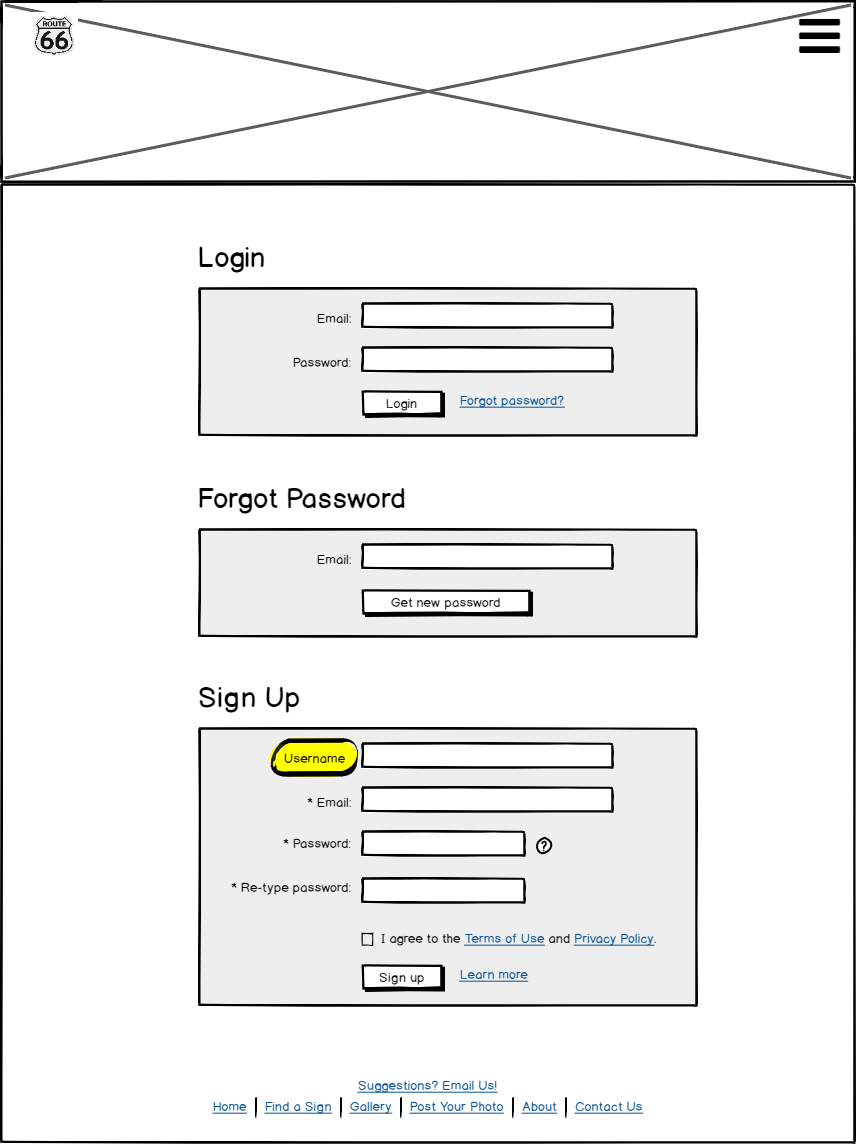 ROUTE
66
Login
Email:
Password:
Login Forgot password?
Forgot Password
Email:
Get new password
Sign Up
Username
* Email:
* Password: ?
* Re-type password:
I agree to the Terms of Use and Privacy Policy.
Sign up Learn more
Suggestions? Email Us!
Home | Find a Sign | Gallery | Post Your Photo | About | Contact Us